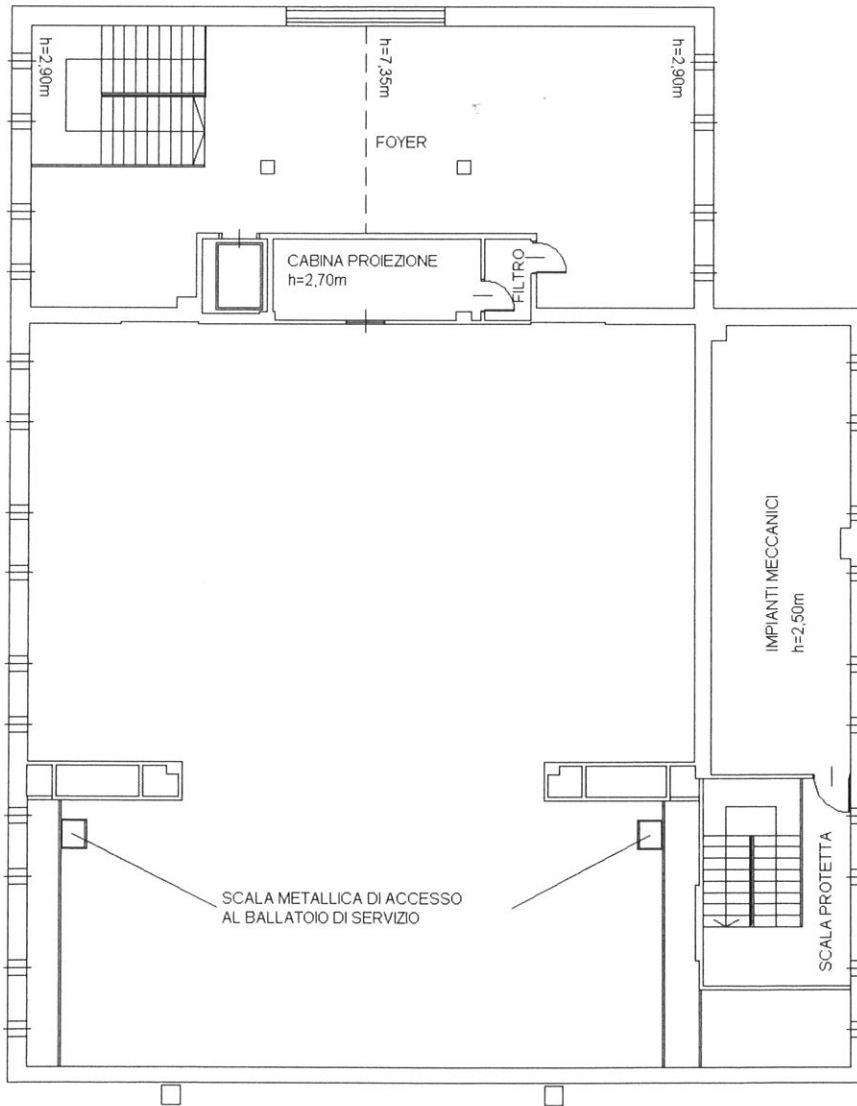 h=2,90m
h=7,35m
h=2,90m
FOYER
CABINA PROIEZIONE
h=2,70m
FILTRO
IMPIANTI MECCANICI
h=2,50m
SCALA METALLICA DI ACCESSO
AL BALLATOIO DI SERVIZIO
SCALA PROTETTA